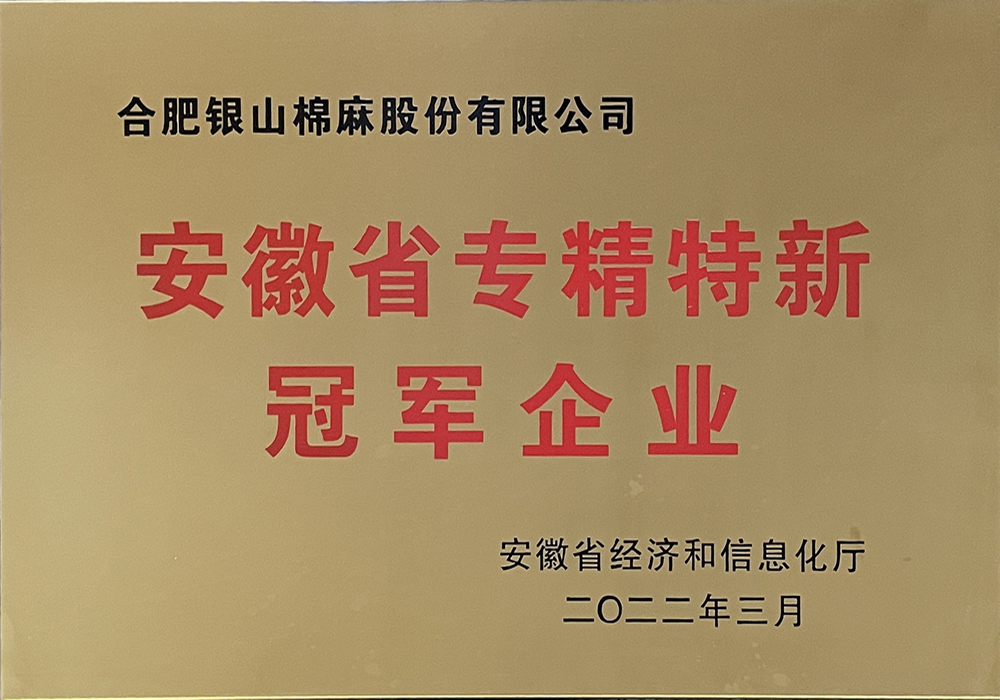 合肥银山棉麻股份有限公司
安徽省专精特新
冠军企业
安徽省经济和信息化厅
二〇二二年三月